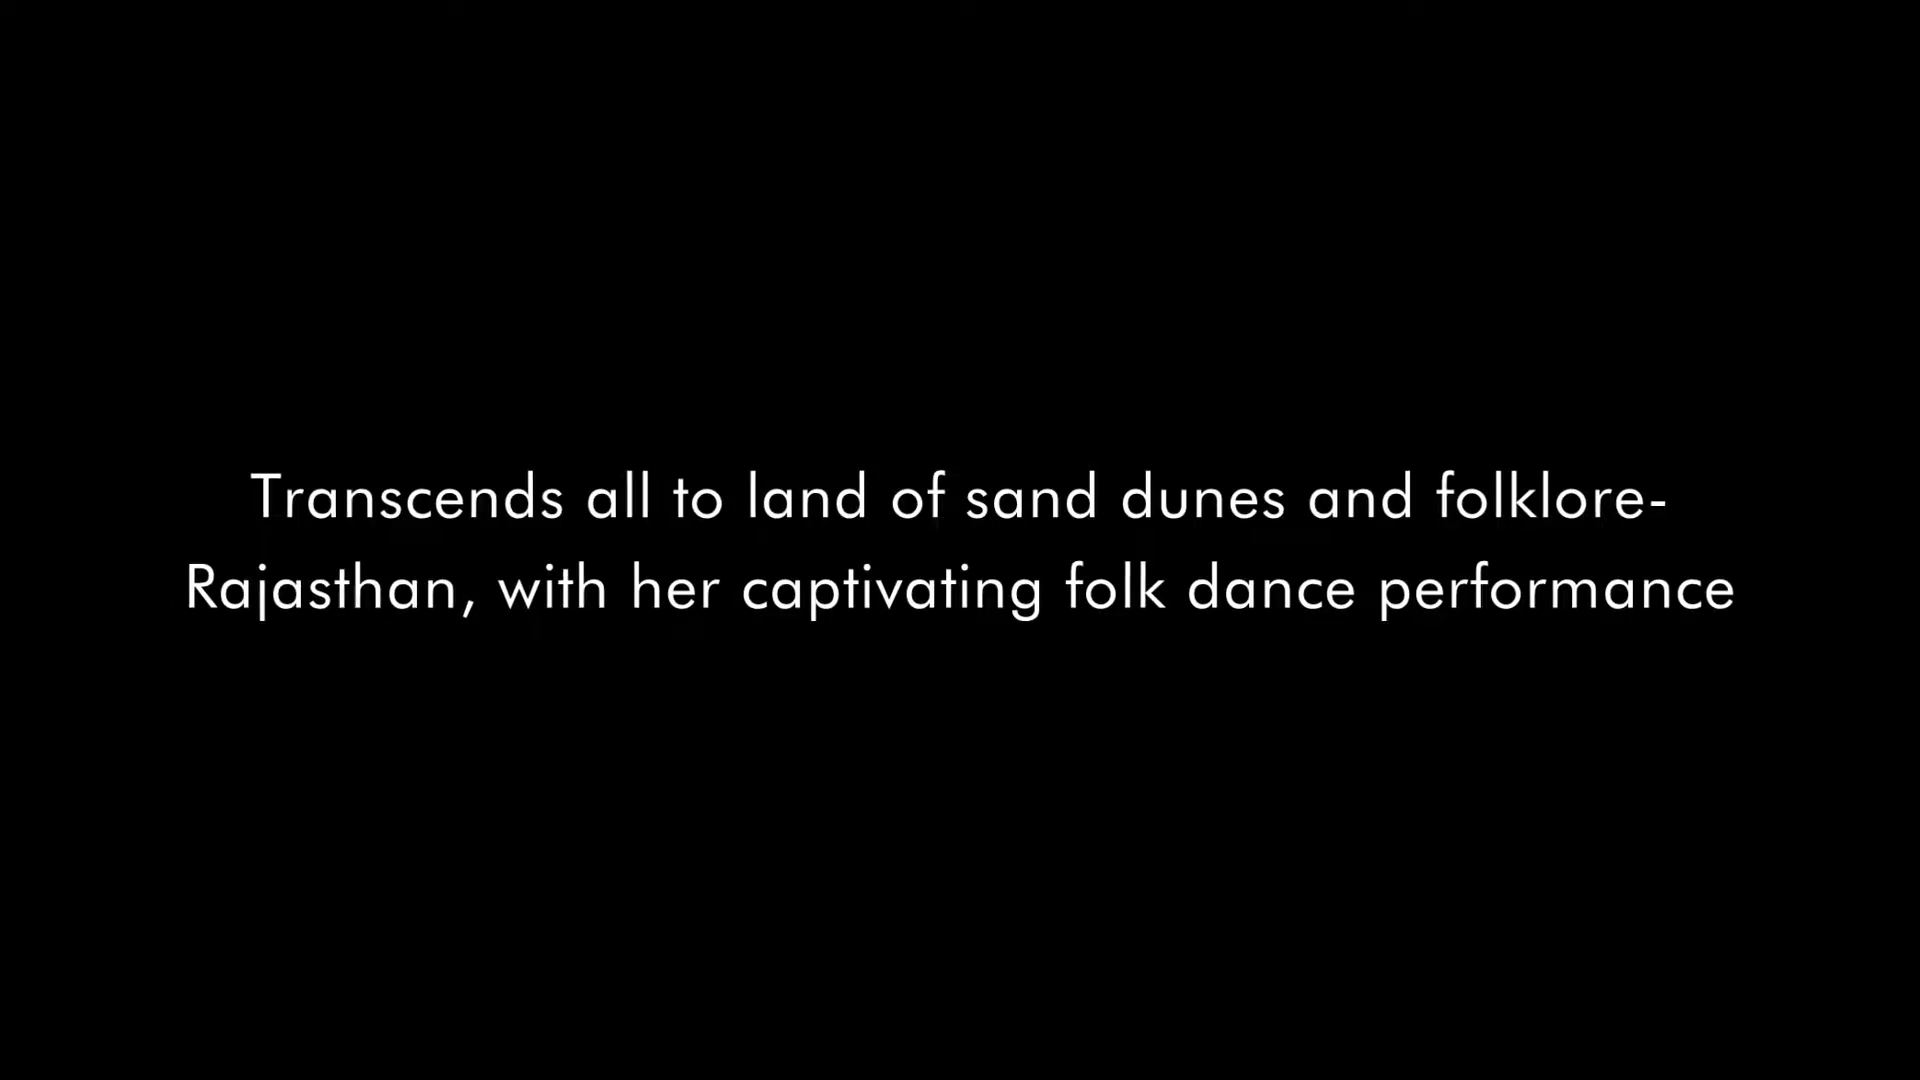 Transcends all to land of sand dunes and folklore-
Rajasthan, with her captivating folk dance performance